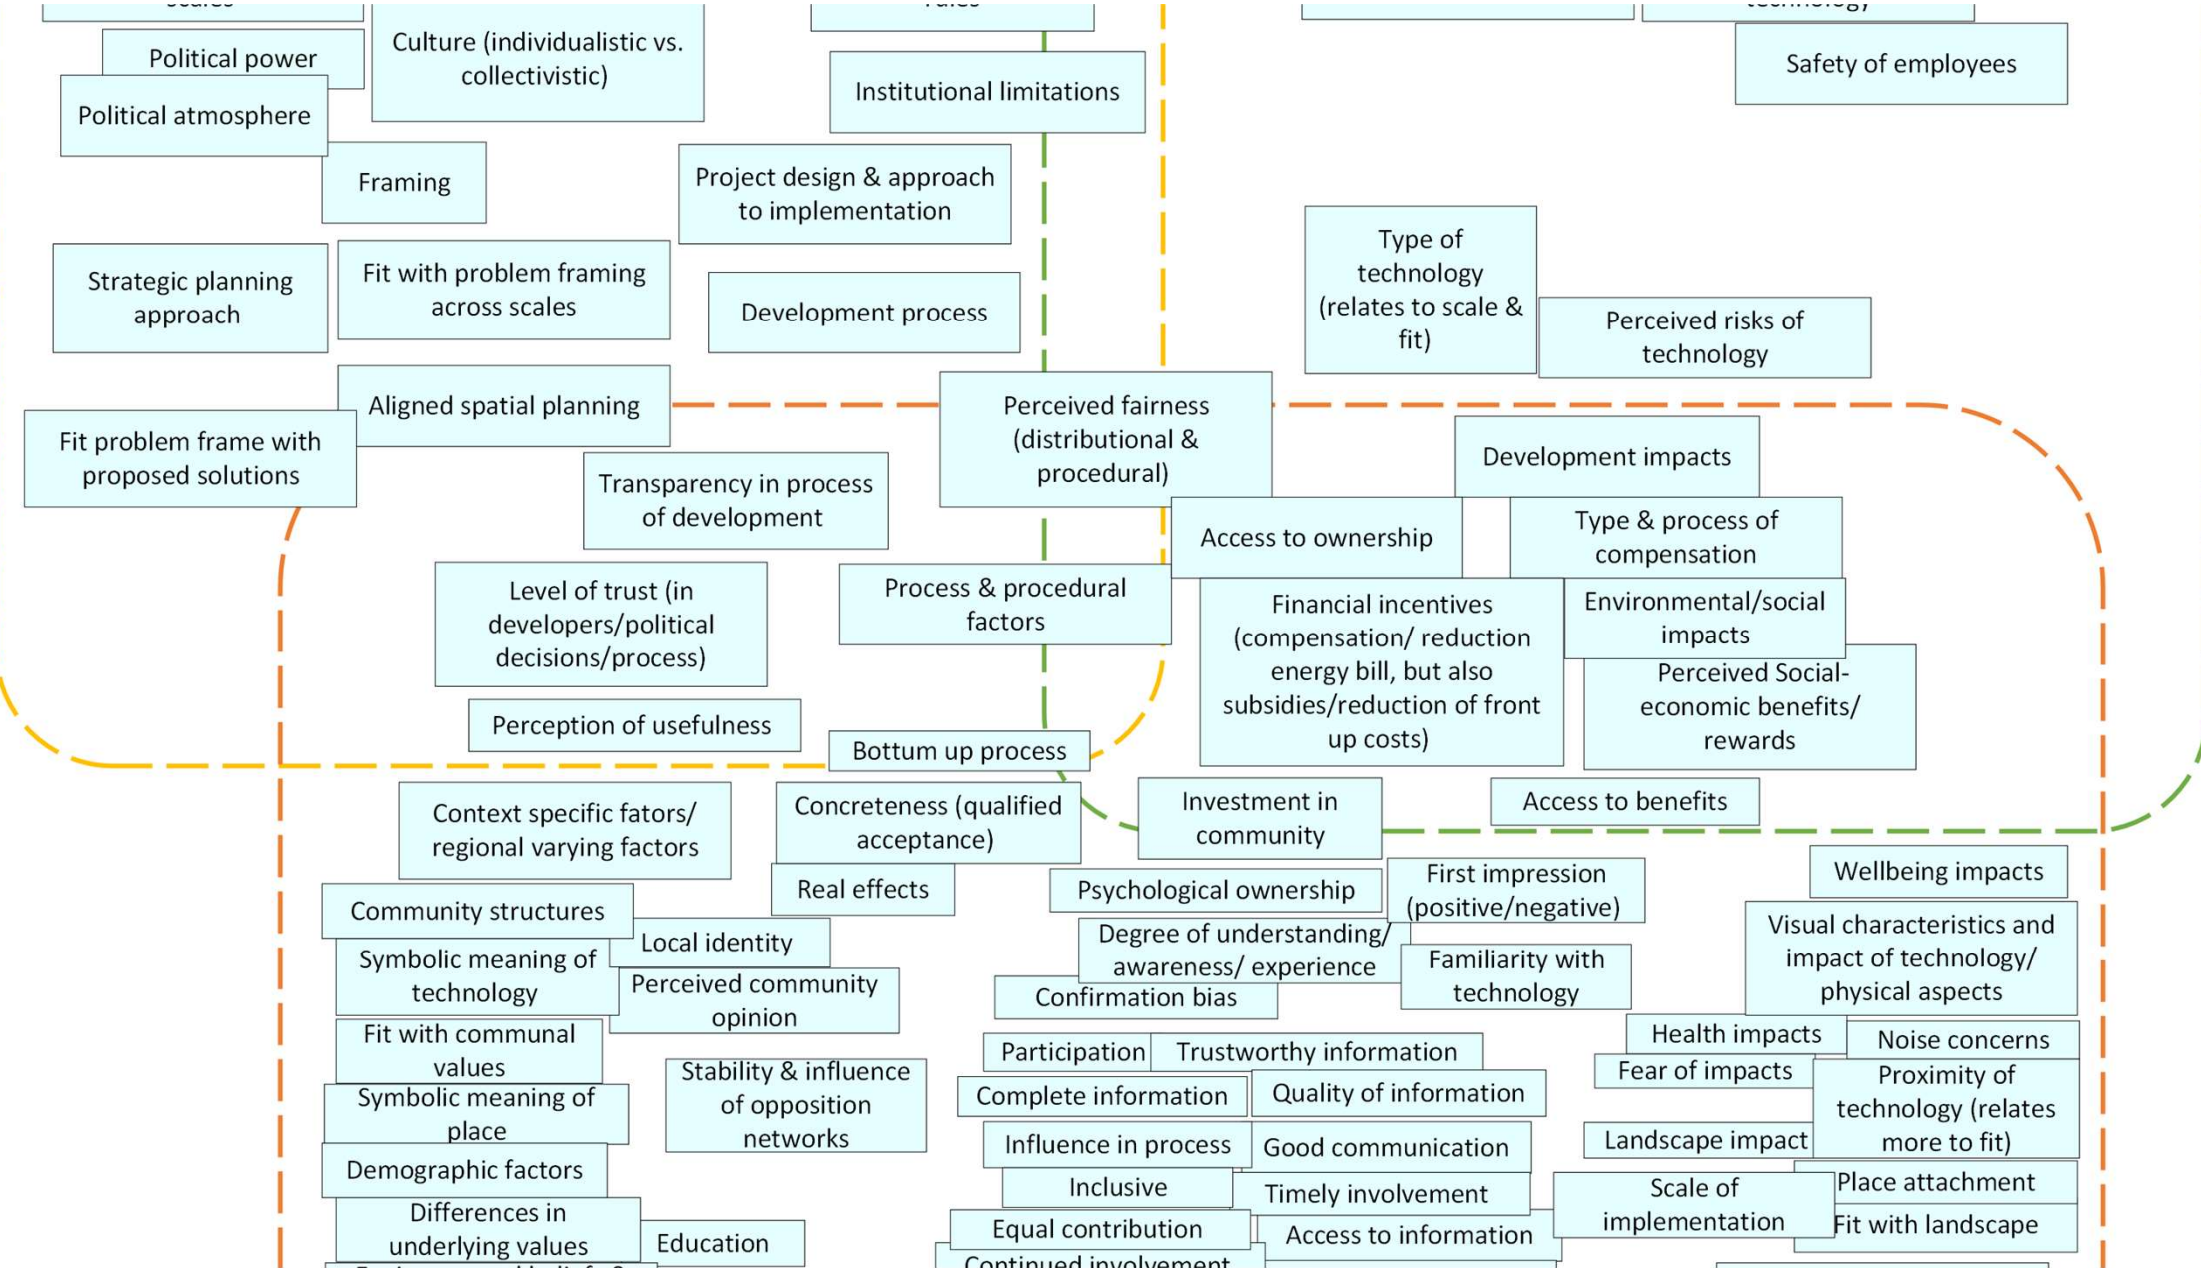 scales
rules
technology
Political power
Culture (individualistic vs.
collectivistic)
Safety of employees
Political atmosphere
Institutional limitations
Framing
Project design & approach
to implementation
Type of
technology
(relates to scale &
fit)
Strategic planning
approach
Fit with problem framing
across scales
Development process
Perceived risks of
technology
Aligned spatial planning
Perceived fairness
(distributional &
procedural)
Fit problem frame with
proposed solutions
Development impacts
Transparency in process
of development
Access to ownership
Type & process of
compensation
Level of trust (in
developers/political
decisions/process)
Process & procedural
factors
Financial incentives
(compensation/ reduction
energy bill, but also
subsidies/reduction of front
up costs)
Environmental/social
impacts
Perceived Social-
economic benefits/
rewards
Perception of usefulness
Bottum up process
Context specific fators/
regional varying factors
Concreteness (qualified
acceptance)
Investment in
community
Access to benefits
Real effects
Psychological ownership
First impression
(positive/negative)
Wellbeing impacts
Community structures
Local identity
Degree of understanding/
awareness/ experience
Visual characteristics and
impact of technology/
physical aspects
Symbolic meaning of
technology
Perceived community
opinion
Confirmation bias
Familiarity with
technology
Fit with communal
values
Participation
Trustworthy information
Health impacts
Noise concerns
Stability & influence
of opposition
networks
Fear of impacts
Proximity of
technology (relates
more to fit)
Symbolic meaning of
place
Complete information
Quality of information
Influence in process
Good communication
Landscape impact
Demographic factors
Inclusive
Timely involvement
Scale of
implementation
Place attachment
Differences in
underlying values
Education
Equal contribution
Access to information
Fit with landscape
Continued involvement